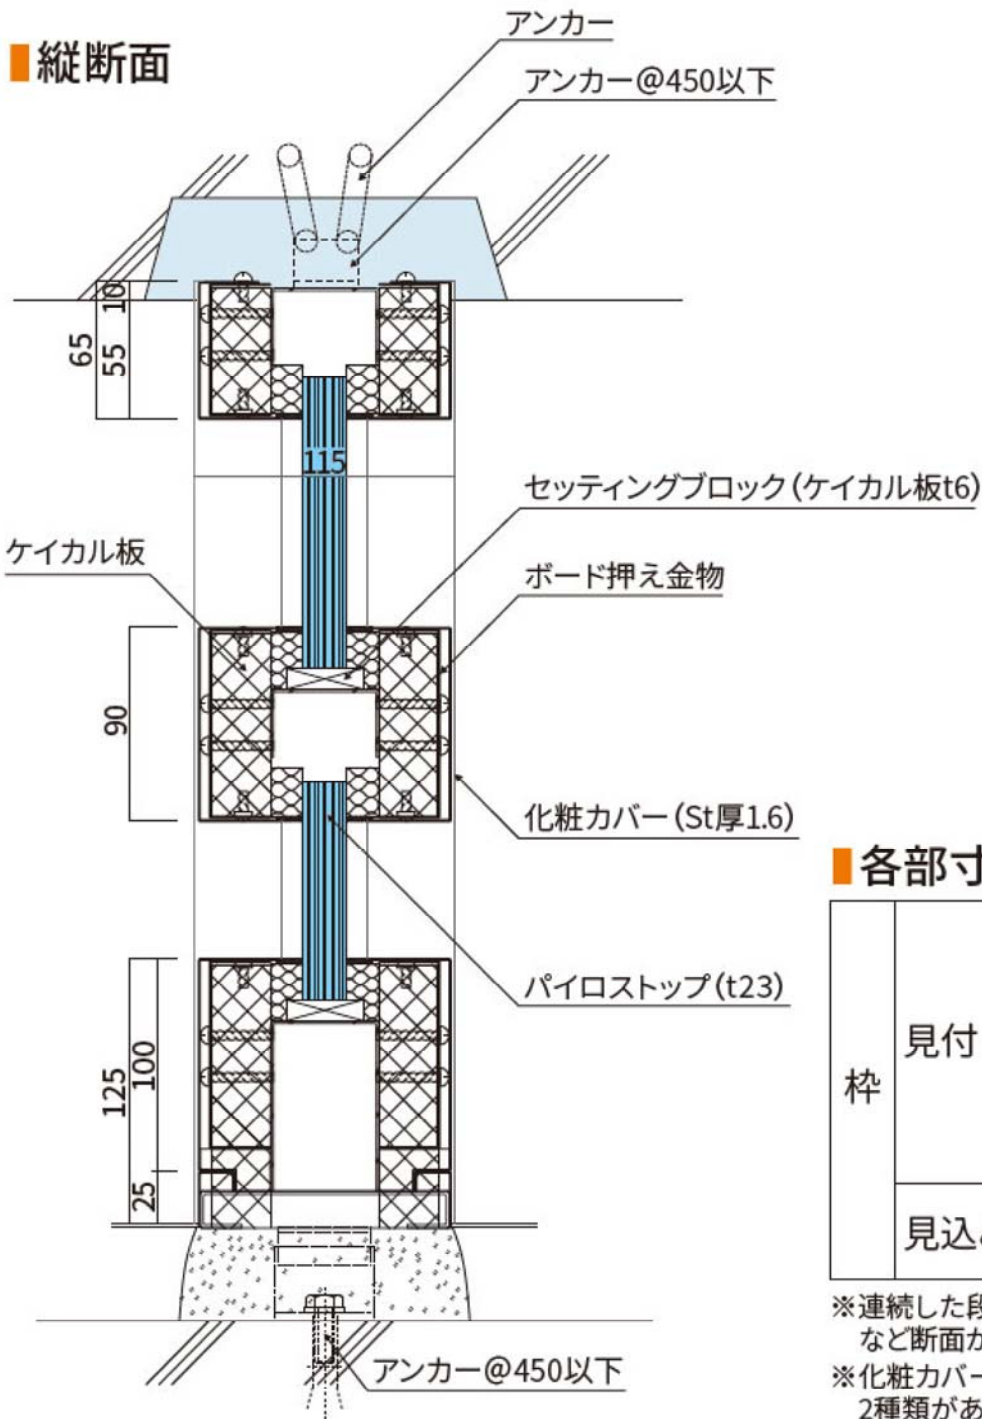 縦断面
アンカー
アンカー@450以下
10
65
55
115
セッティングブロック(ケイカル板t6)
ケイカル板
ボード押え金物
90
化粧カバー(St厚1.6)
パイロストップ(t23)
125
100
25
アンカー@450以下
各部寸
枠
見付
見込
※連続した段
など断面か
※化粧カバー
2種類があ